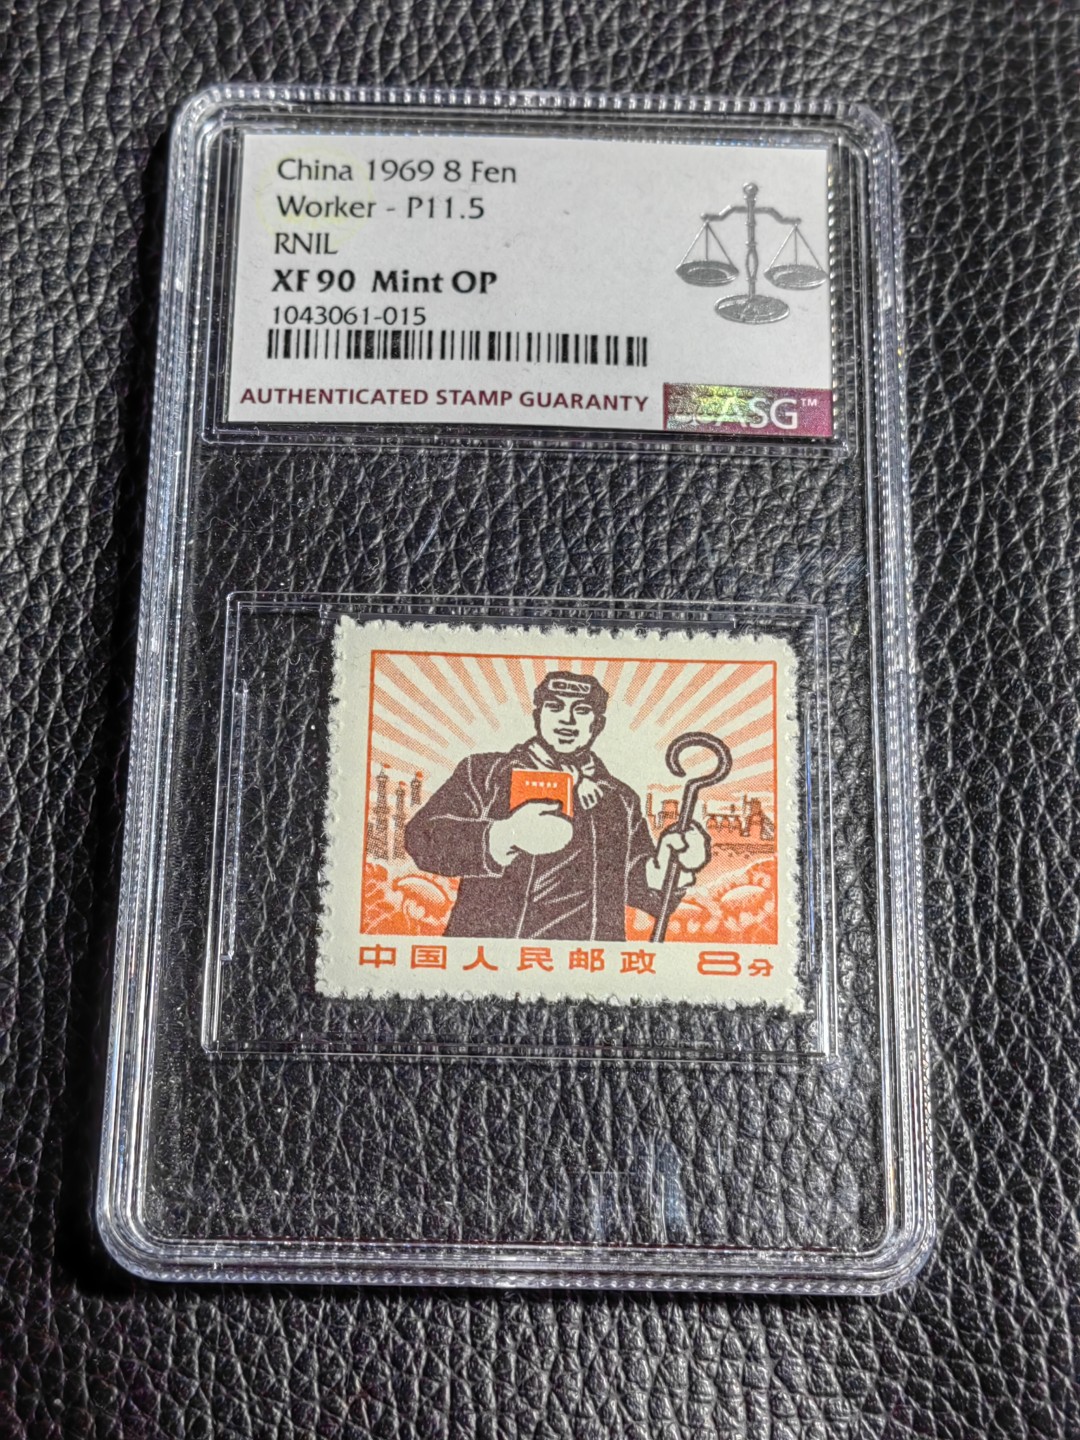 China 1969 8 Fen
Worker - P11.5
RNIL
XF 90 Mint OP
1043061-015
AUTHENTICATED STAMP GUARANTY
ASG™
中国人民邮政 8分